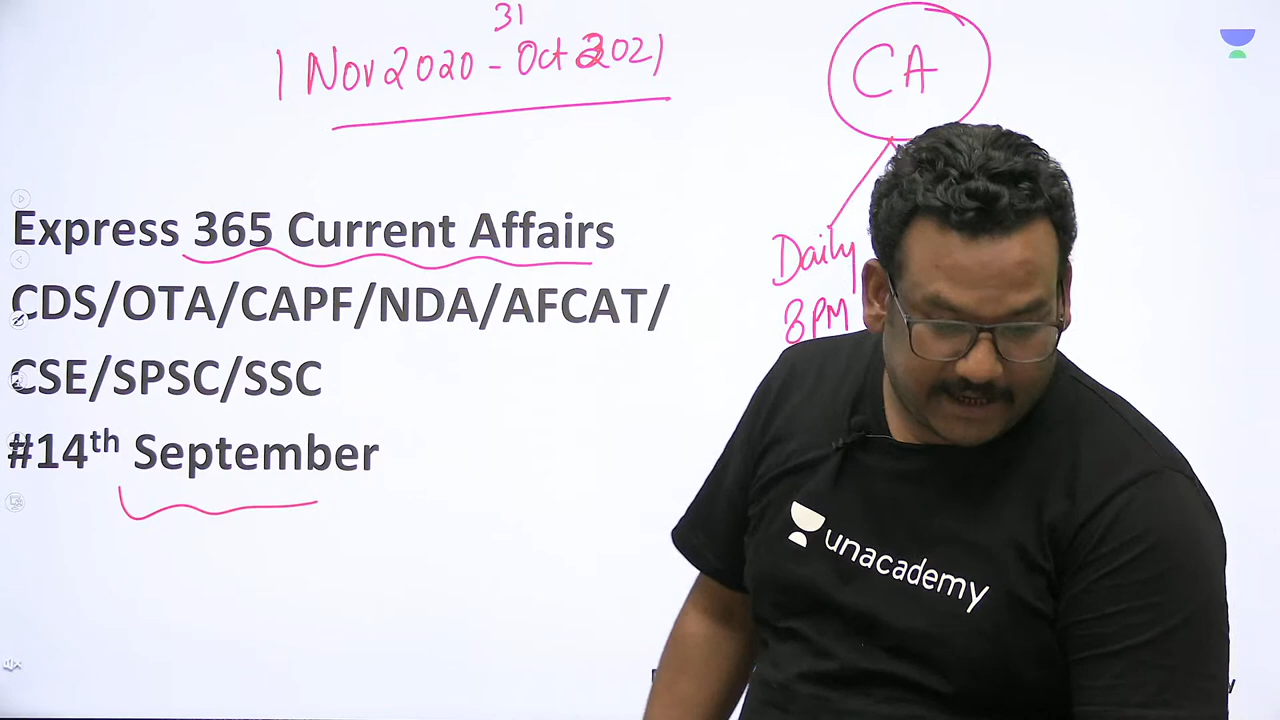 31
1 Nov 2020 - Oct 2021
CA
Express 365 Current Affairs
Daily
CDS/OTA/CAPF/NDA/AFCAT/
8PM
CSE/SPSC/SSC
#14th September
unacademy